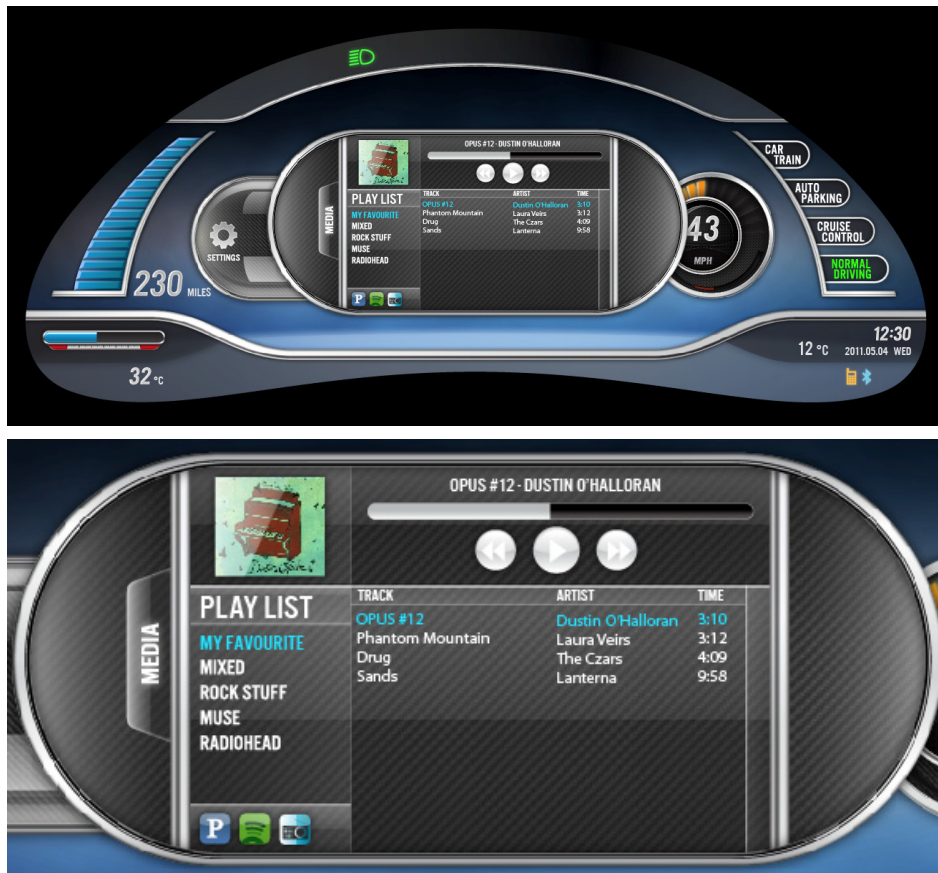 OPUS #12 - DUSTIN O'HALLORAN
TRACK ARTIST TIME
OPUS #12 Dustin O'Halloran 3:10
Phantom Mountain Laura Veirs 3:12
Drug The Czars 4:09
Sands Lanterna 9:58
PLAY LIST
MY FAVOURITE
MIXED
ROCK STUFF
MUSE
RADIOHEAD
MEDIA
P
SETTINGS
230 MILES
43
MPH
CAR
TRAIN
AUTO
PARKING
CRUISE
CONTROL
NORMAL
DRIVING
32 °C
12:30
12 °C 2011.05.04 WED
OPUS #12 - DUSTIN O'HALLORAN
TRACK ARTIST TIME
OPUS #12 Dustin O'Halloran 3:10
Phantom Mountain Laura Veirs 3:12
Drug The Czars 4:09
Sands Lanterna 9:58
PLAY LIST
MY FAVOURITE
MIXED
ROCK STUFF
MUSE
RADIOHEAD
MEDIA
P